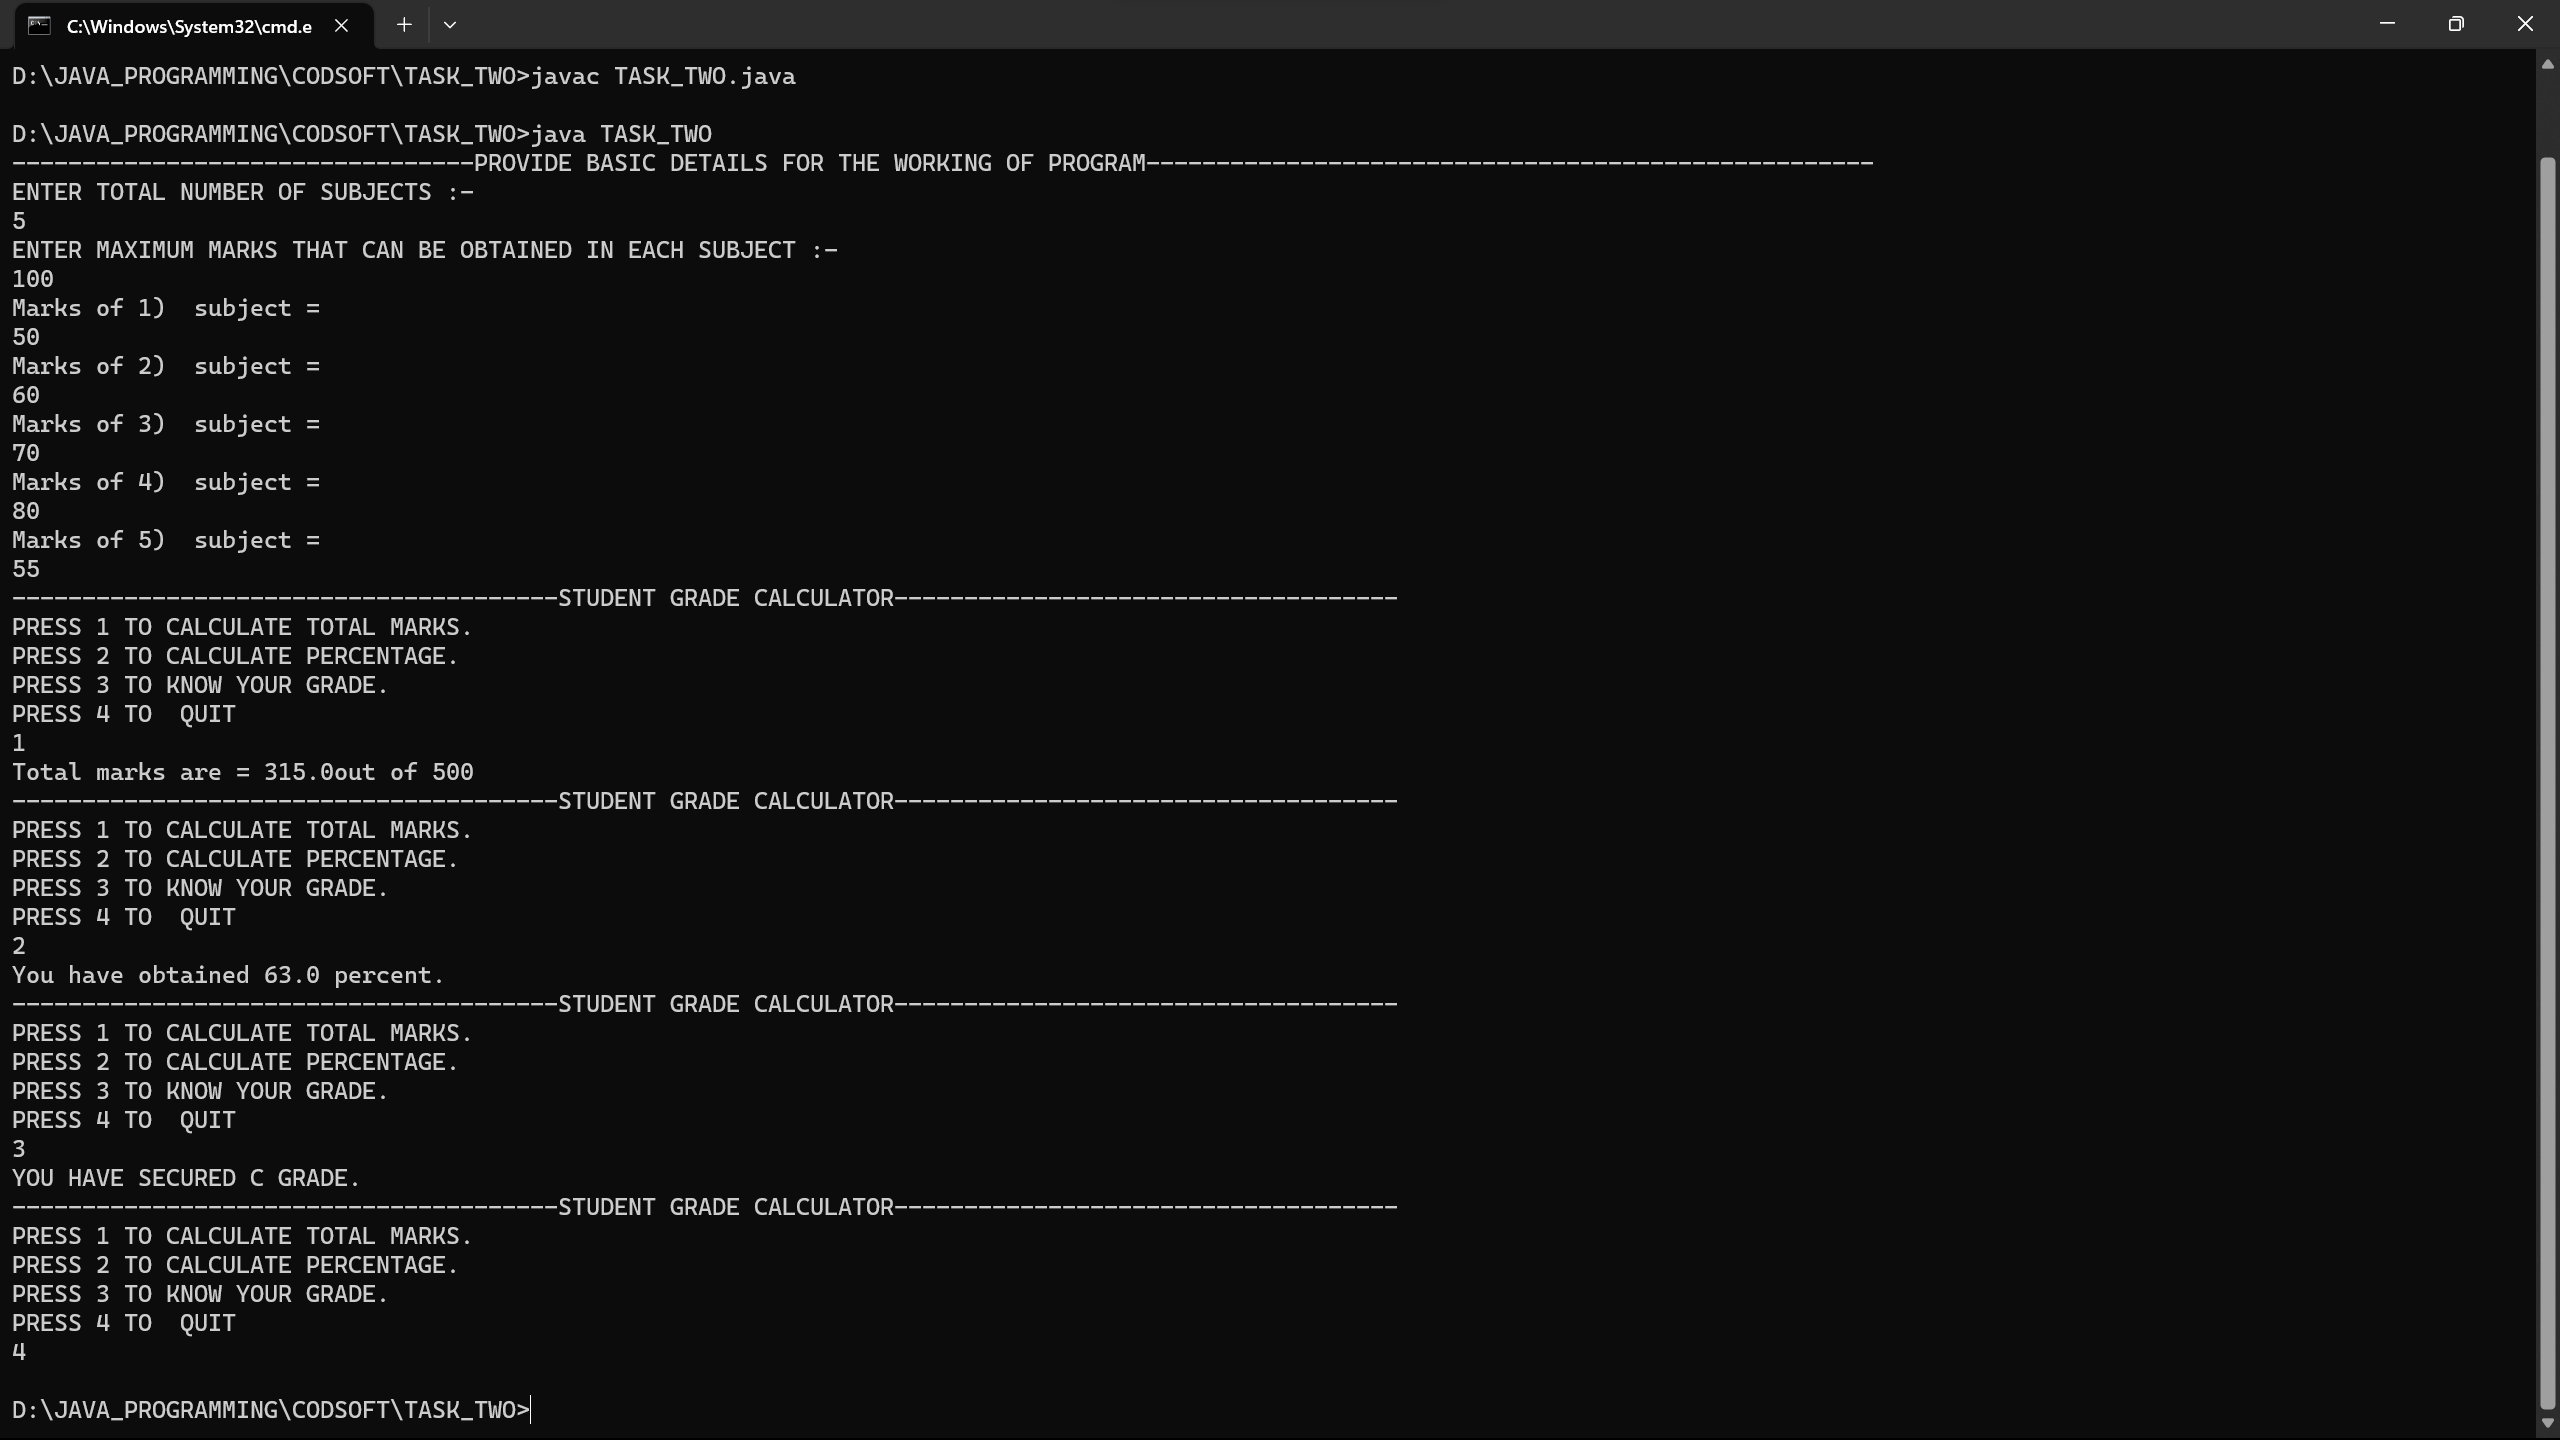 C:\Windows\System32\cmd.e
D:\JAVA_PROGRAMMING\CODSOFT\TASK_TWO>javac TASK_TWO.java
D:\JAVA_PROGRAMMING\CODSOFT\TASK_TWO>java TASK_TWO
---------------------------------PROVIDE BASIC DETAILS FOR THE WORKING OF PROGRAM----------------------------------------------------
ENTER TOTAL NUMBER OF SUBJECTS :-
5
ENTER MAXIMUM MARKS THAT CAN BE OBTAINED IN EACH SUBJECT :-
100
Marks of 1)  subject =
50
Marks of 2)  subject =
60
Marks of 3)  subject =
70
Marks of 4)  subject =
80
Marks of 5)  subject =
55
---------------------------------------STUDENT GRADE CALCULATOR------------------------------------
PRESS 1 TO CALCULATE TOTAL MARKS.
PRESS 2 TO CALCULATE PERCENTAGE.
PRESS 3 TO KNOW YOUR GRADE.
PRESS 4 TO  QUIT
1
Total marks are = 315.0out of 500
---------------------------------------STUDENT GRADE CALCULATOR------------------------------------
PRESS 1 TO CALCULATE TOTAL MARKS.
PRESS 2 TO CALCULATE PERCENTAGE.
PRESS 3 TO KNOW YOUR GRADE.
PRESS 4 TO  QUIT
2
You have obtained 63.0 percent.
---------------------------------------STUDENT GRADE CALCULATOR------------------------------------
PRESS 1 TO CALCULATE TOTAL MARKS.
PRESS 2 TO CALCULATE PERCENTAGE.
PRESS 3 TO KNOW YOUR GRADE.
PRESS 4 TO  QUIT
3
YOU HAVE SECURED C GRADE.
---------------------------------------STUDENT GRADE CALCULATOR------------------------------------
PRESS 1 TO CALCULATE TOTAL MARKS.
PRESS 2 TO CALCULATE PERCENTAGE.
PRESS 3 TO KNOW YOUR GRADE.
PRESS 4 TO  QUIT
4
D:\JAVA_PROGRAMMING\CODSOFT\TASK_TWO>